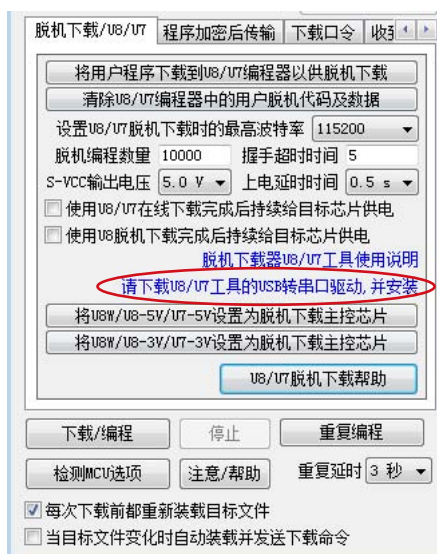 脱机下载/U8/U7 程序加密后传输 下载口令
将用户程序下载到U8/U7编程器以供脱机下载
清除U8/U7编程器中的用户脱机代码及数据
设置U8/U7脱机下载时的最高波特率 115200
脱机编程数量 10000 握手超时时间 5
S-VCC输出电压 5.0 V 上电延时时间 0.5 s
使用U8/U7在线下载完成后持续给目标芯片供电
使用U8脱机下载完成后持续给目标芯片供电
脱机下载器U8/U7工具使用说明
请下载U8/U7工具的USB转串口驱动,并安装
将U8W/U8-5V/U7-5V设置为脱机下载主控芯片
将U8W/U8-3V/U7-3V设置为脱机下载主控芯片
U8/U7脱机下载帮助
下载/编程 停止 重复编程
检测MCU选项 注意/帮助 重复延时 3 秒
每次下载前都重新装载目标文件
当目标文件变化时自动装载并发送下载命令